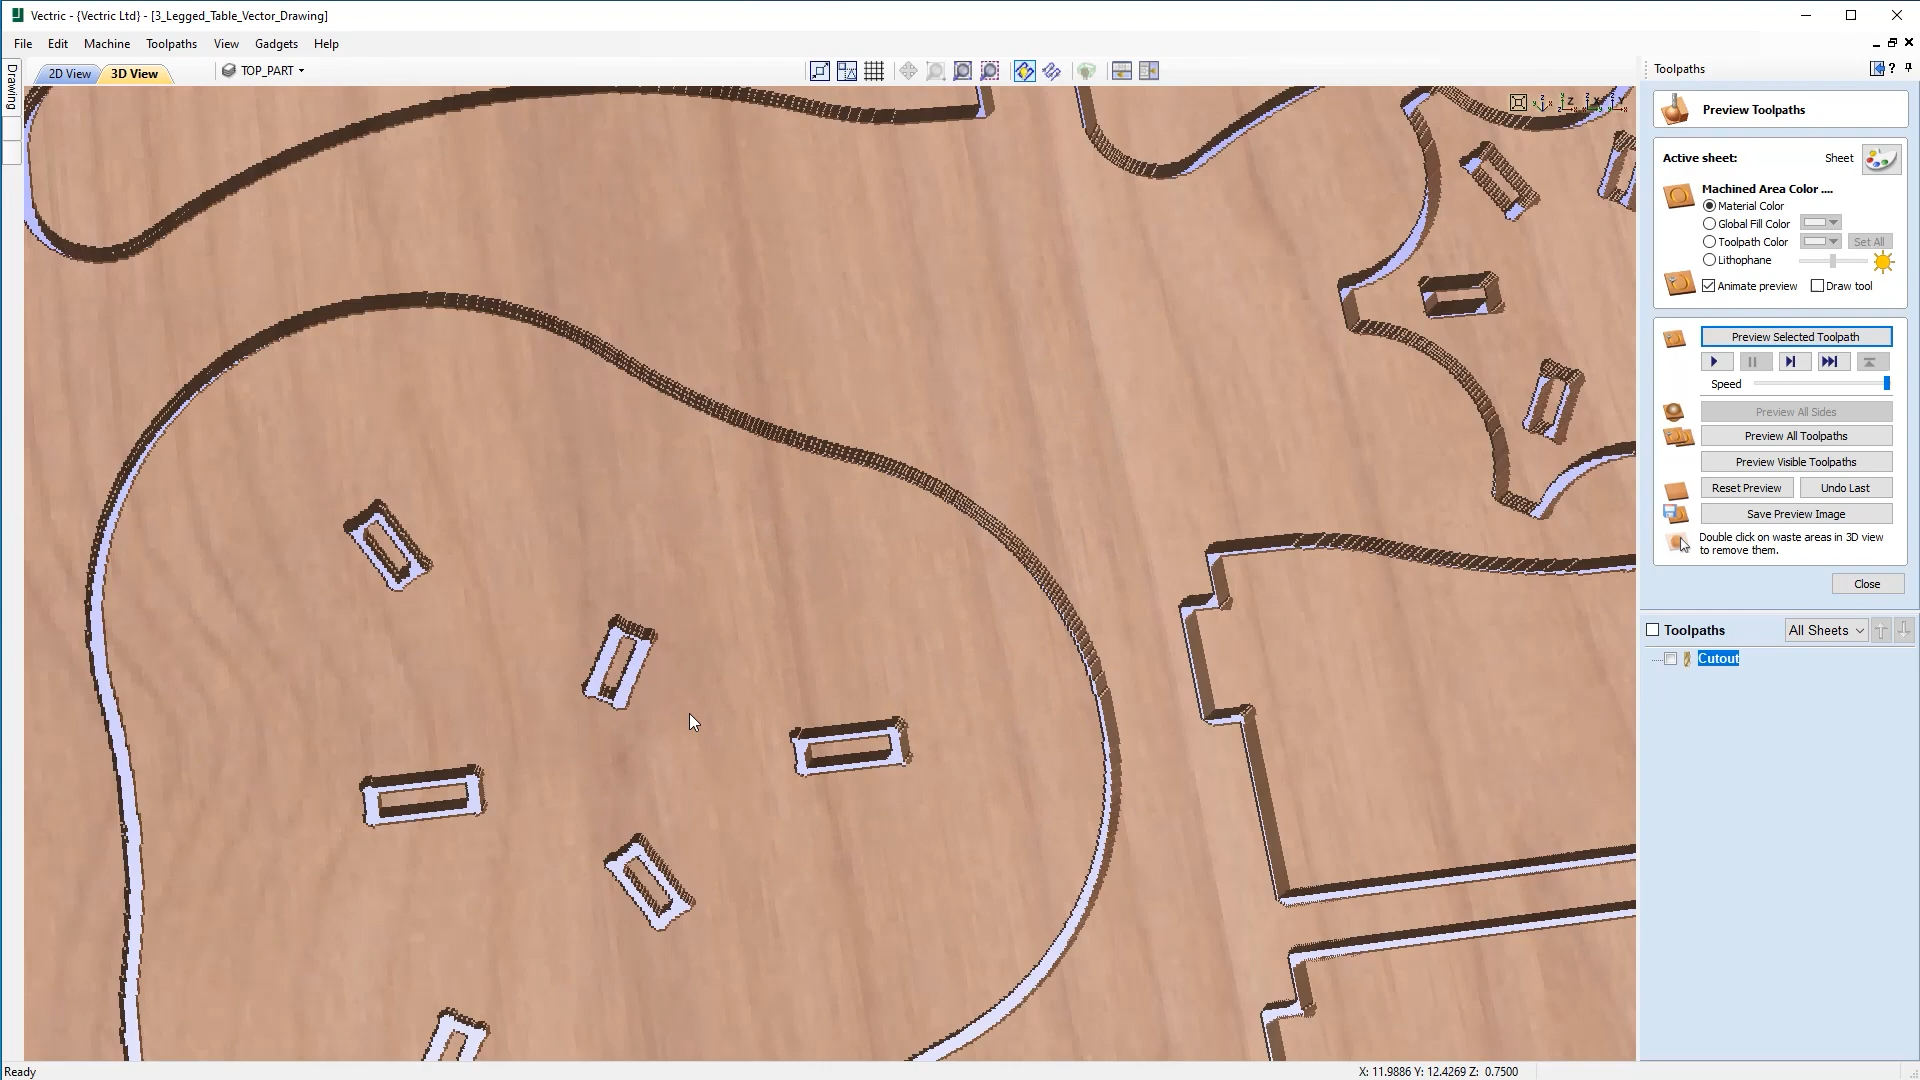 Vectric - {Vectric Ltd} - [3_Legged_Table_Vector_Drawing]
File Edit Machine Toolpaths View Gadgets Help
Drawing
2D View 3D View TOP_PART
Toolpaths
Preview Toolpaths
Active sheet: Sheet
Machined Area Color ....
Material Color
Global Fill Color
Toolpath Color Set All
Lithophane
Animate preview Draw tool
Preview Selected Toolpath
Speed
Preview All Sides
Preview All Toolpaths
Preview Visible Toolpaths
Reset Preview Undo Last
Save Preview Image
Double click on waste areas in 3D view
to remove them.
Close
Toolpaths All Sheets
Cutout
Ready X: 11.9886 Y: 12.4269 Z: 0.7500